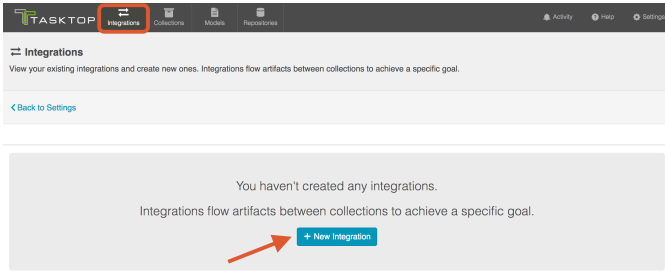 TASKTOP
Integrations
Collections
Models
Repositories
Activity
Help
Settings
Integrations
View your existing integrations and create new ones. Integrations flow artifacts between collections to achieve a specific goal.
Back to Settings
You haven't created any integrations.
Integrations flow artifacts between collections to achieve a specific goal.
+ New Integration